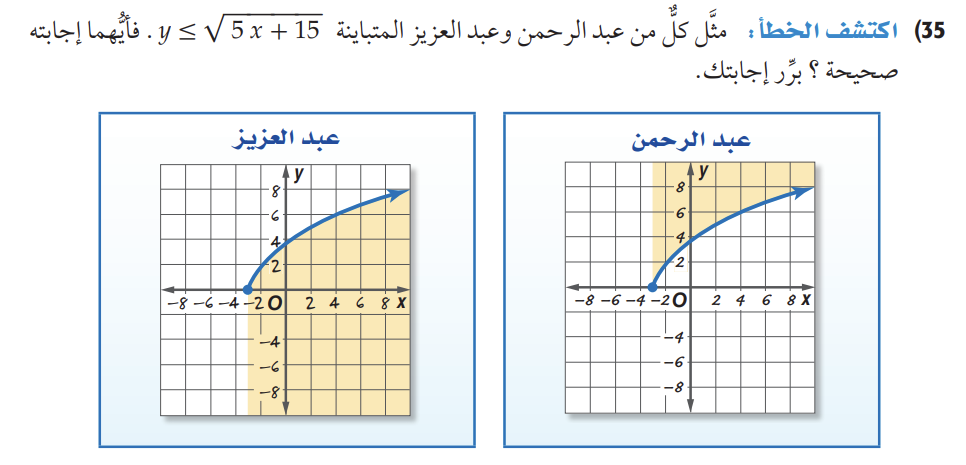 35) اكتشف الخطأ: مثَّل كلٌّ من عبد الرحمن وعبد العزيز المتباينة y ≤ √5x + 15 . فأيُّهما إجابته
صحيحة ؟ برِّر إجابتك.
عبد الرحمن
y
8
6
4
2
−8 −6 −4 −2 O 2 4 6 8 x
−4
−6
−8
عبد العزيز
y
8
6
4
2
−8 −6 −4 −2 O 2 4 6 8 x
−4
−6
−8